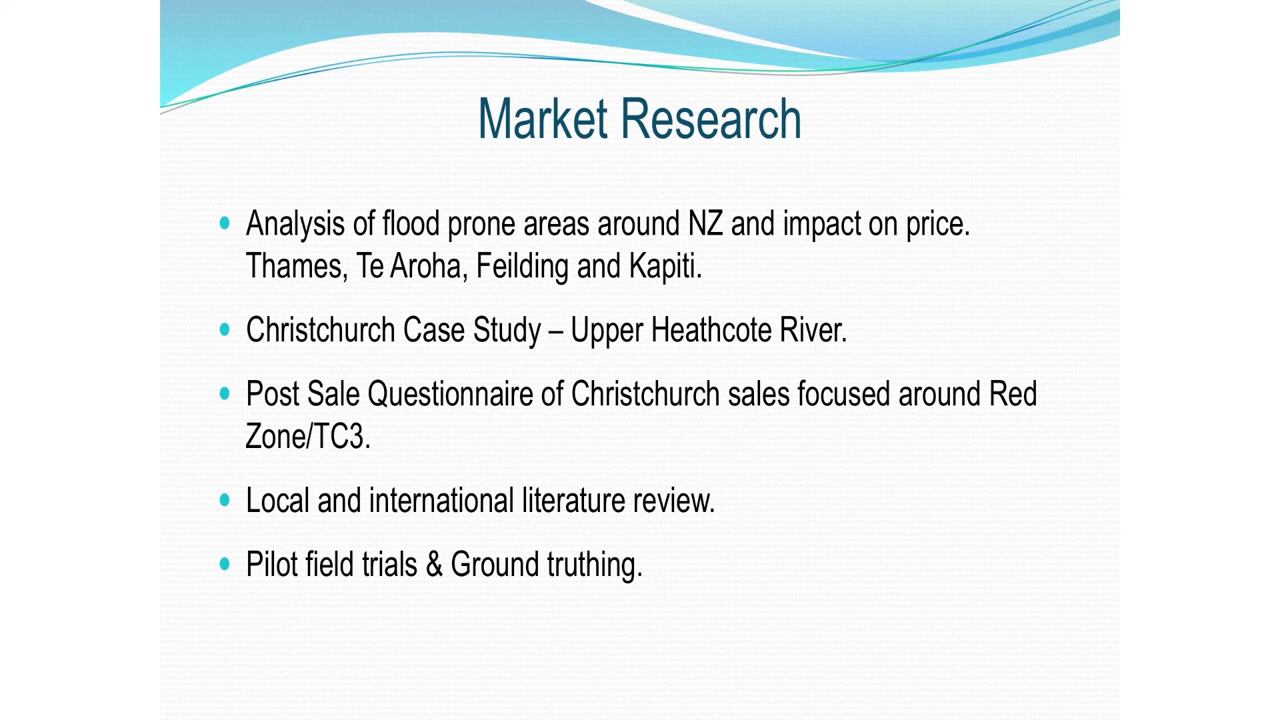 Market Research
• Analysis of flood prone areas around NZ and impact on price.
Thames, Te Aroha, Feilding and Kapiti.
• Christchurch Case Study – Upper Heathcote River.
• Post Sale Questionnaire of Christchurch sales focused around Red
Zone/TC3.
• Local and international literature review.
• Pilot field trials & Ground truthing.